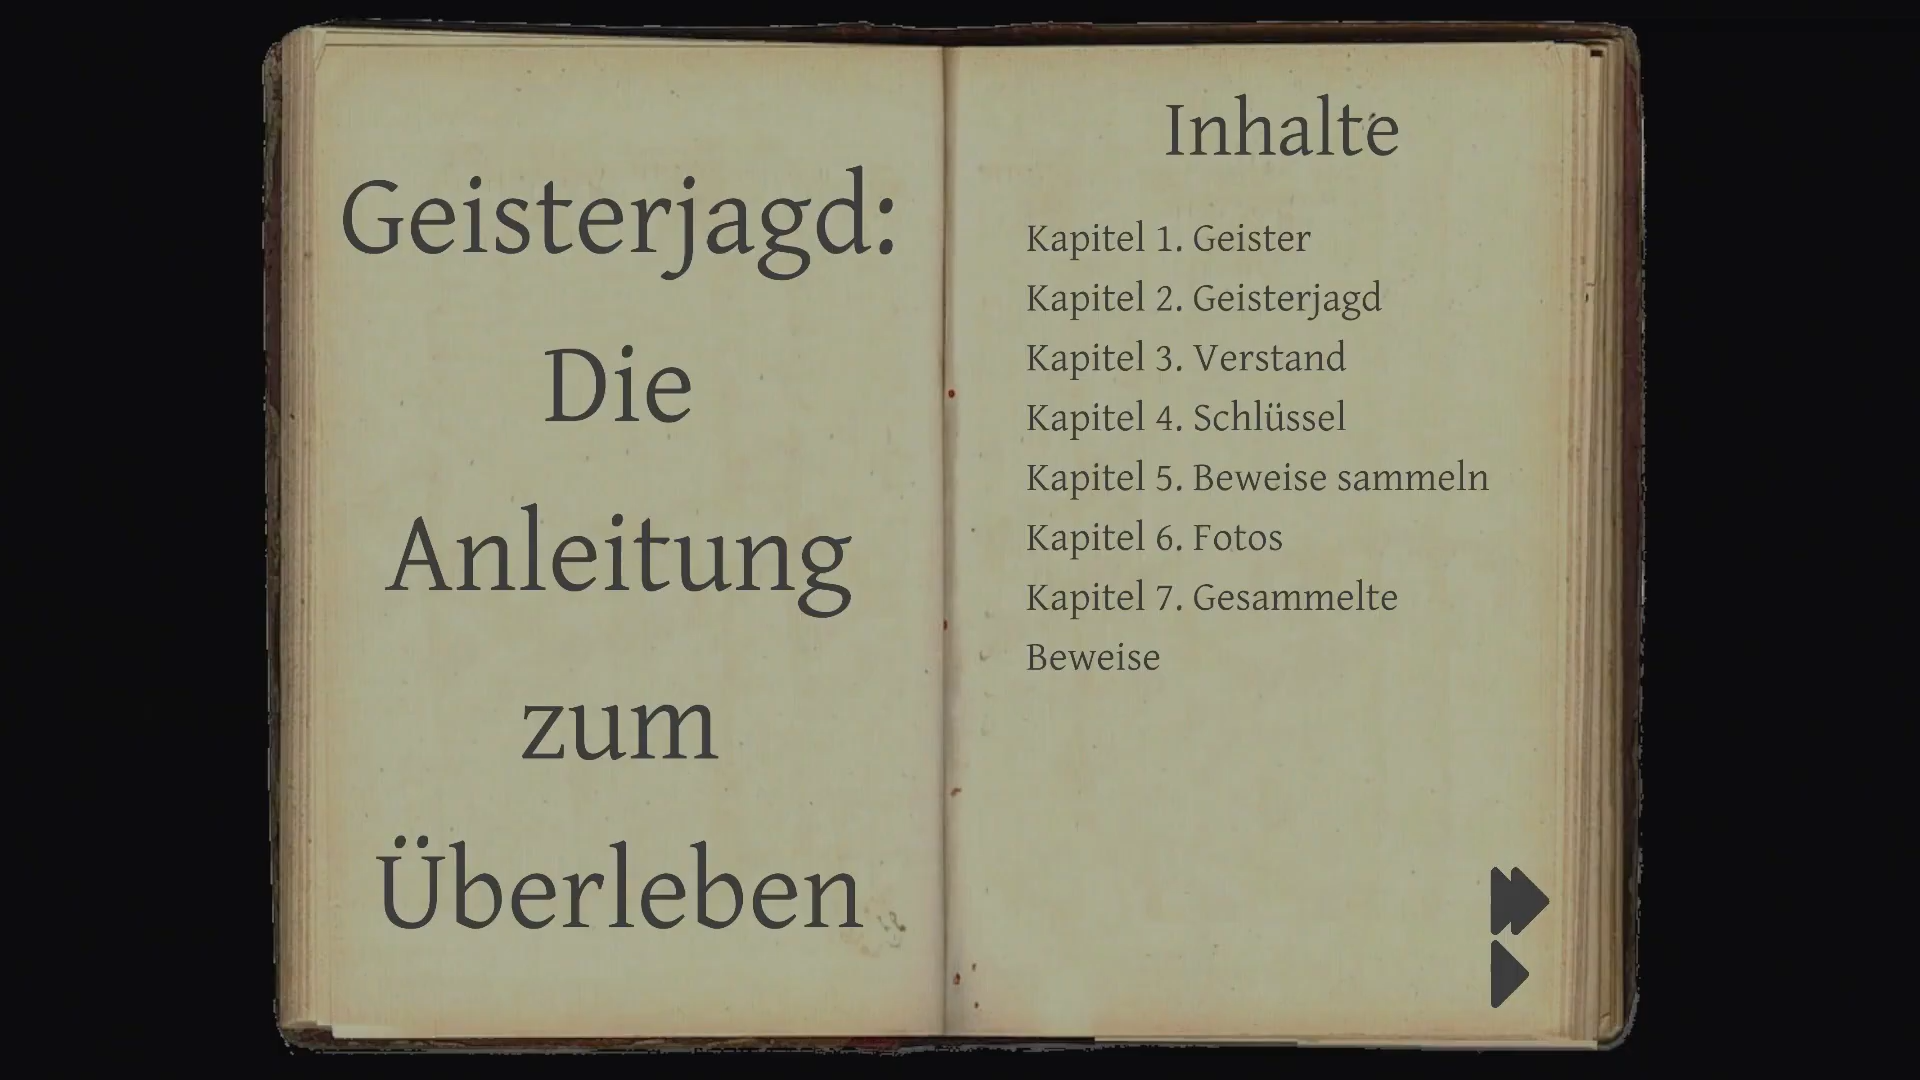 Geisterjagd:
Die
Anleitung
zum
Überleben
Inhalte
Kapitel 1. Geister
Kapitel 2. Geisterjagd
Kapitel 3. Verstand
Kapitel 4. Schlüssel
Kapitel 5. Beweise sammeln
Kapitel 6. Fotos
Kapitel 7. Gesammelte
Beweise